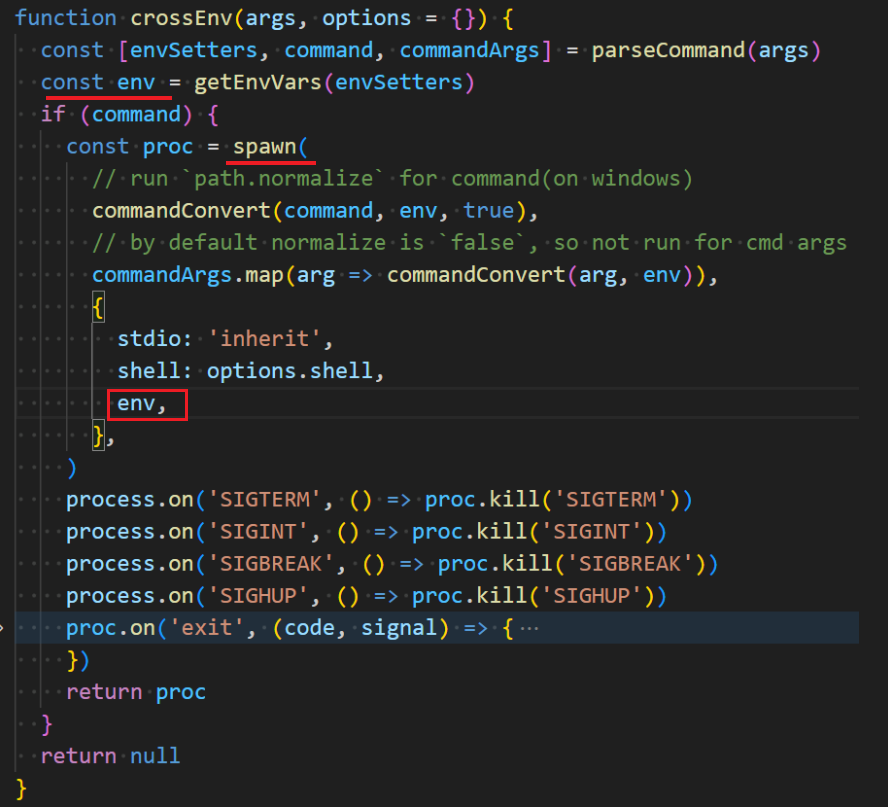 function crossEnv(args, options = {}) {
const [envSetters, command, commandArgs] = parseCommand(args)
const env = getEnvVars(envSetters)
if (command) {
const proc = spawn(
// run `path.normalize` for command(on windows)
commandConvert(command, env, true),
// by default normalize is `false`, so not run for cmd args
commandArgs.map(arg => commandConvert(arg, env)),
{
stdio: 'inherit',
shell: options.shell,
env,
},
)
process.on('SIGTERM', () => proc.kill('SIGTERM'))
process.on('SIGINT', () => proc.kill('SIGINT'))
process.on('SIGBREAK', () => proc.kill('SIGBREAK'))
process.on('SIGHUP', () => proc.kill('SIGHUP'))
proc.on('exit', (code, signal) => { ⋯
})
return proc
}
return null
}